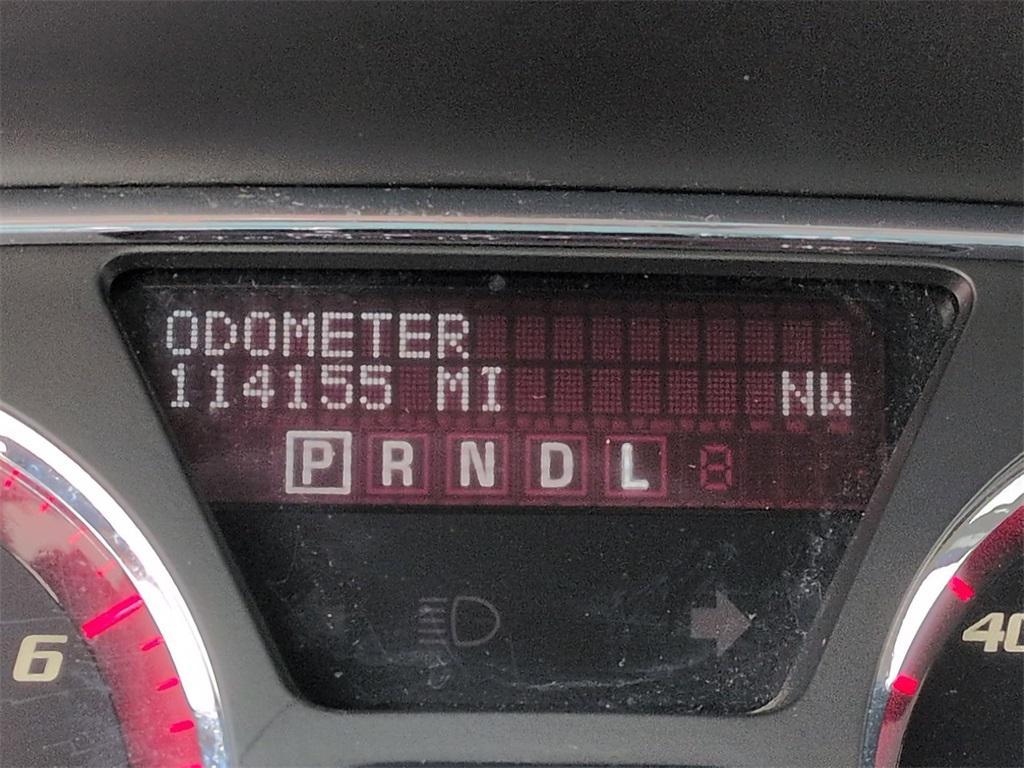 ODOMETER
114155 MI NW
P R N D L
6
40